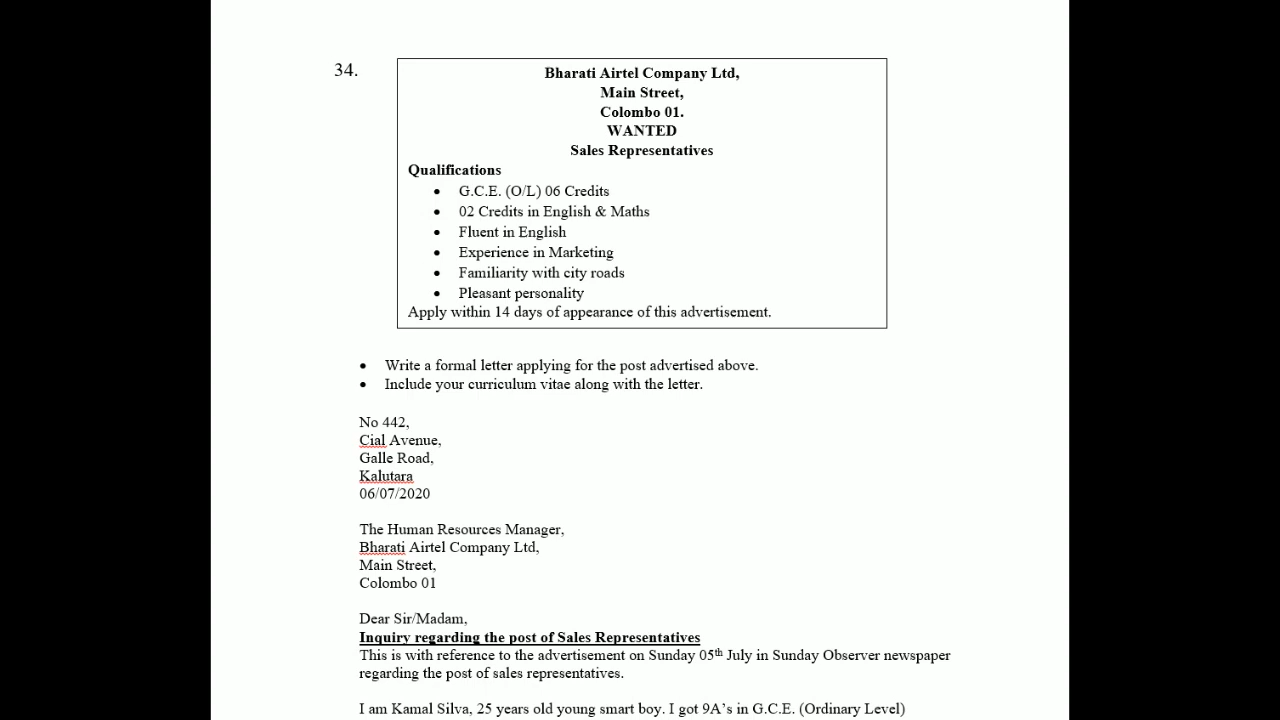 34.
Bharati Airtel Company Ltd,
Main Street,
Colombo 01.
WANTED
Sales Representatives
Qualifications
• G.C.E. (O/L) 06 Credits
• 02 Credits in English & Maths
• Fluent in English
• Experience in Marketing
• Familiarity with city roads
• Pleasant personality
Apply within 14 days of appearance of this advertisement.
• Write a formal letter applying for the post advertised above.
• Include your curriculum vitae along with the letter.
No 442,
Cial Avenue,
Galle Road,
Kalutara
06/07/2020
The Human Resources Manager,
Bharati Airtel Company Ltd,
Main Street,
Colombo 01
Dear Sir/Madam,
Inquiry regarding the post of Sales Representatives
This is with reference to the advertisement on Sunday 05th July in Sunday Observer newspaper
regarding the post of sales representatives.
I am Kamal Silva, 25 years old young smart boy. I got 9A’s in G.C.E. (Ordinary Level)